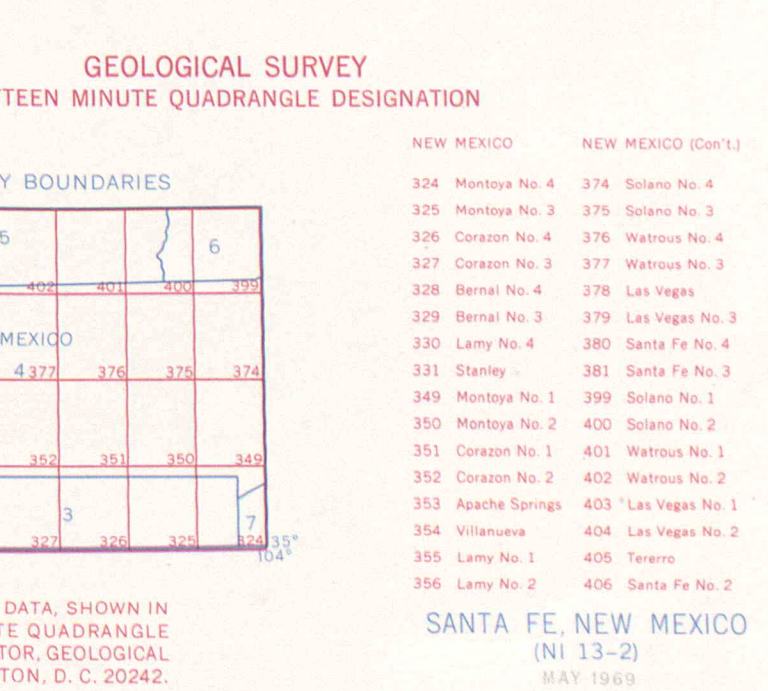 GEOLOGICAL SURVEY
TEEN MINUTE QUADRANGLE DESIGNATION
Y BOUNDARIES
5
6
402 401 400 399
MEXICO
4 377 376 375 374
352 351 350 349
3
7
327 326 325 324 35°
104°
DATA, SHOWN IN
TE QUADRANGLE
TOR, GEOLOGICAL
TON, D. C. 20242.
NEW MEXICO
324 Montoya No. 4
325 Montoya No. 3
326 Corazon No. 4
327 Corazon No. 3
328 Bernal No. 4
329 Bernal No. 3
330 Lamy No. 4
331 Stanley
349 Montoya No. 1
350 Montoya No. 2
351 Corazon No. 1
352 Corazon No. 2
353 Apache Springs
354 Villanueva
355 Lamy No. 1
356 Lamy No. 2
NEW MEXICO (Con't.)
374 Solano No. 4
375 Solano No. 3
376 Watrous No. 4
377 Watrous No. 3
378 Las Vegas
379 Las Vegas No. 3
380 Santa Fe No. 4
381 Santa Fe No. 3
399 Solano No. 1
400 Solano No. 2
401 Watrous No. 1
402 Watrous No. 2
403 Las Vegas No. 1
404 Las Vegas No. 2
405 Tererro
406 Santa Fe No. 2
SANTA FE, NEW MEXICO
(NI 13-2)
MAY 1969